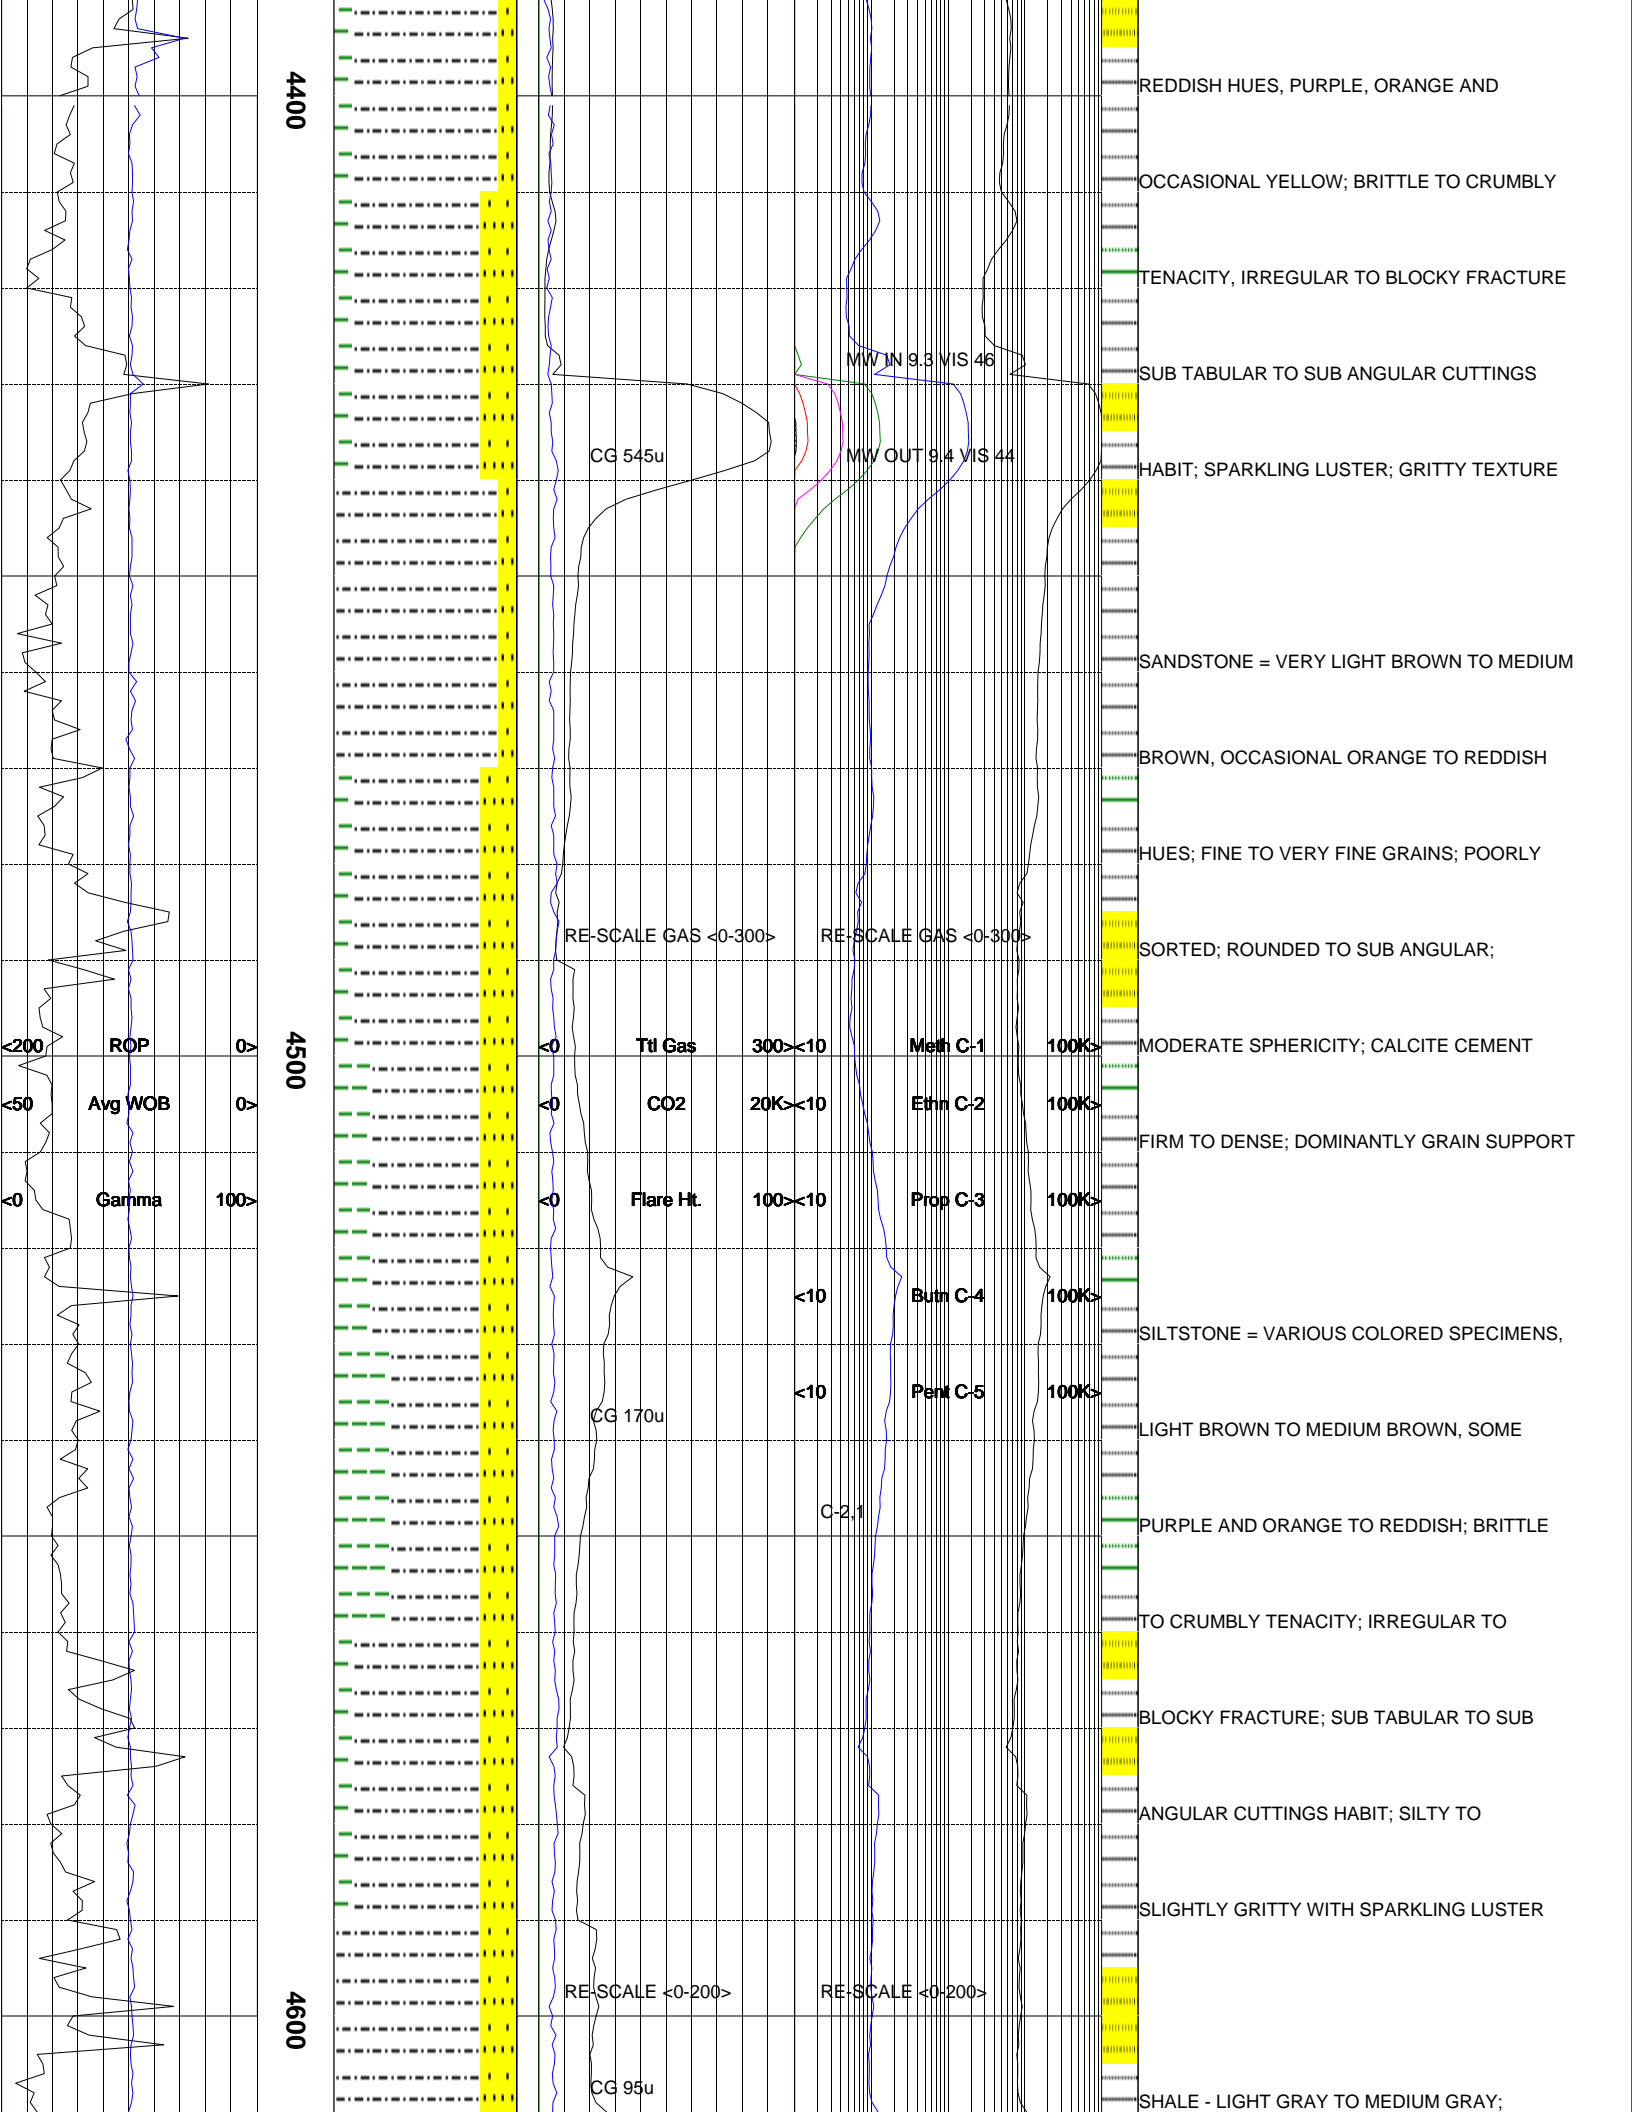 REDDISH HUES, PURPLE, ORANGE AND
4400
OCCASIONAL YELLOW; BRITTLE TO CRUMBLY
TENACITY, IRREGULAR TO BLOCKY FRACTURE
MW IN 9.3 VIS 46
SUB TABULAR TO SUB ANGULAR CUTTINGS
CG 545u MW OUT 9.4 VIS 44
HABIT; SPARKLING LUSTER; GRITTY TEXTURE
SANDSTONE = VERY LIGHT BROWN TO MEDIUM
BROWN, OCCASIONAL ORANGE TO REDDISH
HUES; FINE TO VERY FINE GRAINS; POORLY
RE-SCALE GAS <0-300> RE-SCALE GAS <0-300>
SORTED; ROUNDED TO SUB ANGULAR;
<200 ROP 0> <0 Ttl Gas 300> <10 Meth C-1 100K> MODERATE SPHERICITY; CALCITE CEMENT
4500
<50 Avg WOB 0> <0 CO2 20K> <10 Ethn C-2 100K>
FIRM TO DENSE; DOMINANTLY GRAIN SUPPORT
<0 Gamma 100> <0 Flare Ht. 100> <10 Prop C-3 100K>
<10 Butn C-4 100K>
SILTSTONE = VARIOUS COLORED SPECIMENS,
<10 Pent C-5 100K>
CG 170u
LIGHT BROWN TO MEDIUM BROWN, SOME
C-2,1
PURPLE AND ORANGE TO REDDISH; BRITTLE
TO CRUMBLY TENACITY; IRREGULAR TO
BLOCKY FRACTURE; SUB TABULAR TO SUB
ANGULAR CUTTINGS HABIT; SILTY TO
SLIGHTLY GRITTY WITH SPARKLING LUSTER
RE-SCALE <0-200> RE-SCALE <0-200>
4600
CG 95u
SHALE - LIGHT GRAY TO MEDIUM GRAY;